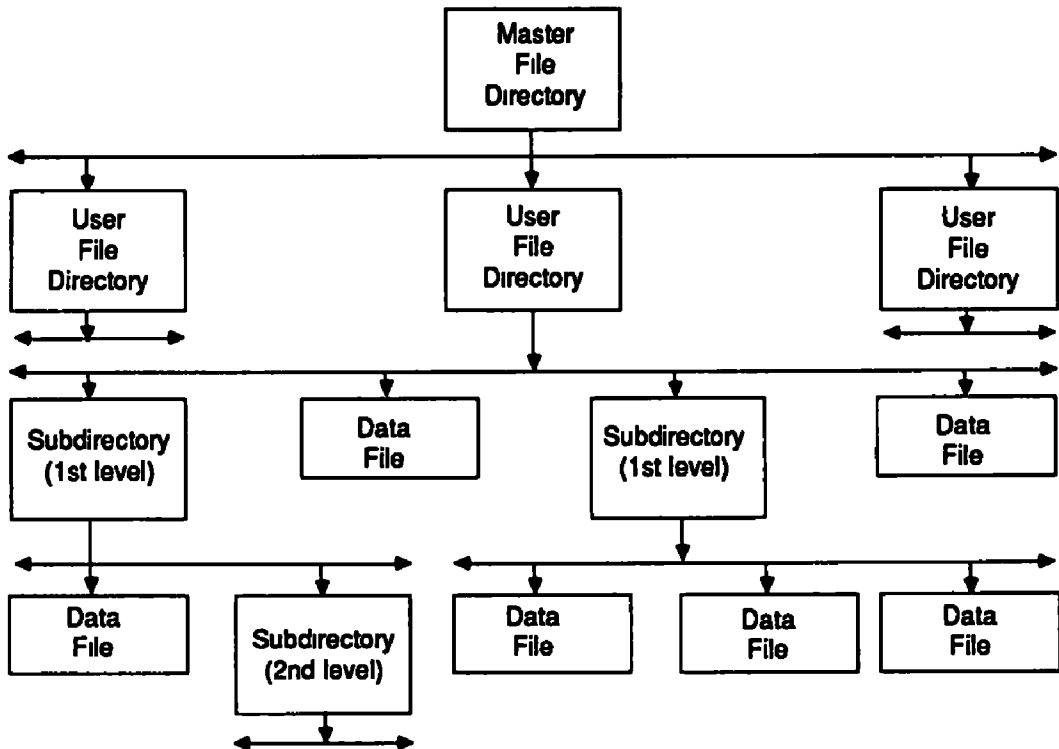 Master
File
Directory
User
File
Directory
User
File
Directory
User
File
Directory
Subdirectory
(1st level)
Data
File
Subdirectory
(1st level)
Data
File
Data
File
Subdirectory
(2nd level)
Data
File
Data
File
Data
File